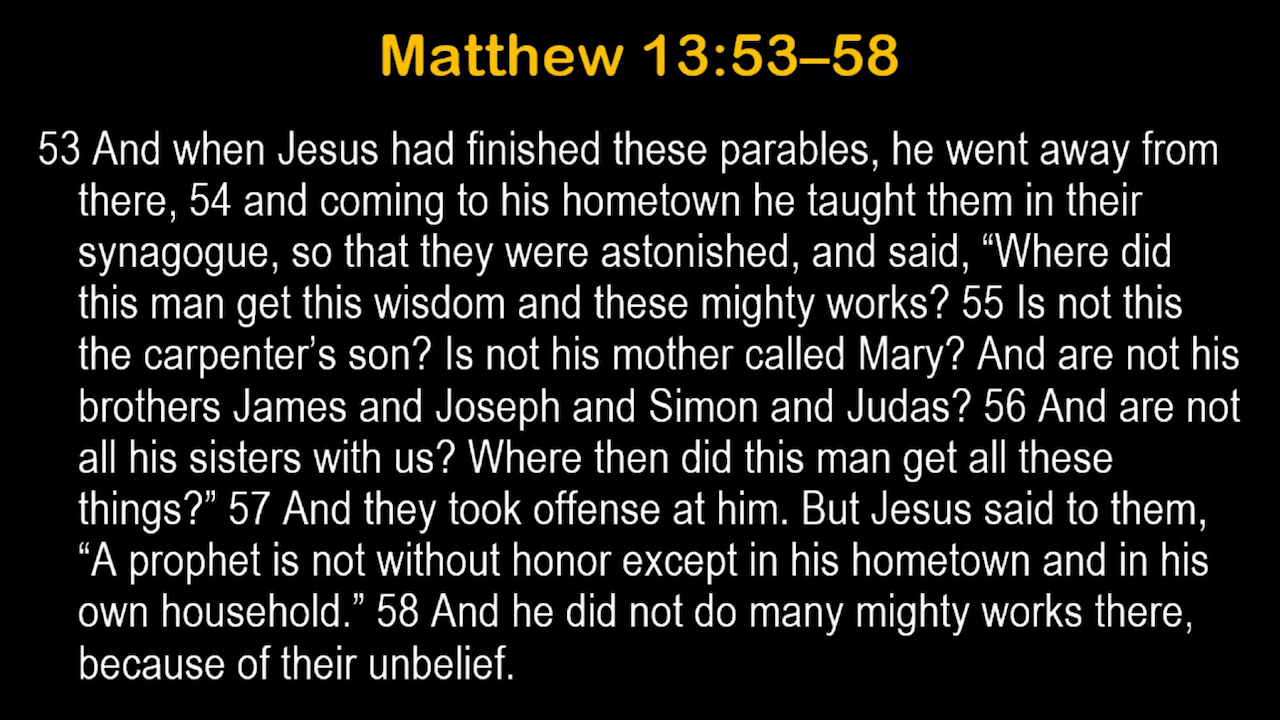 Matthew 13:53–58
53 And when Jesus had finished these parables, he went away from
there, 54 and coming to his hometown he taught them in their
synagogue, so that they were astonished, and said, “Where did
this man get this wisdom and these mighty works? 55 Is not this
the carpenter’s son? Is not his mother called Mary? And are not his
brothers James and Joseph and Simon and Judas? 56 And are not
all his sisters with us? Where then did this man get all these
things?” 57 And they took offense at him. But Jesus said to them,
“A prophet is not without honor except in his hometown and in his
own household.” 58 And he did not do many mighty works there,
because of their unbelief.